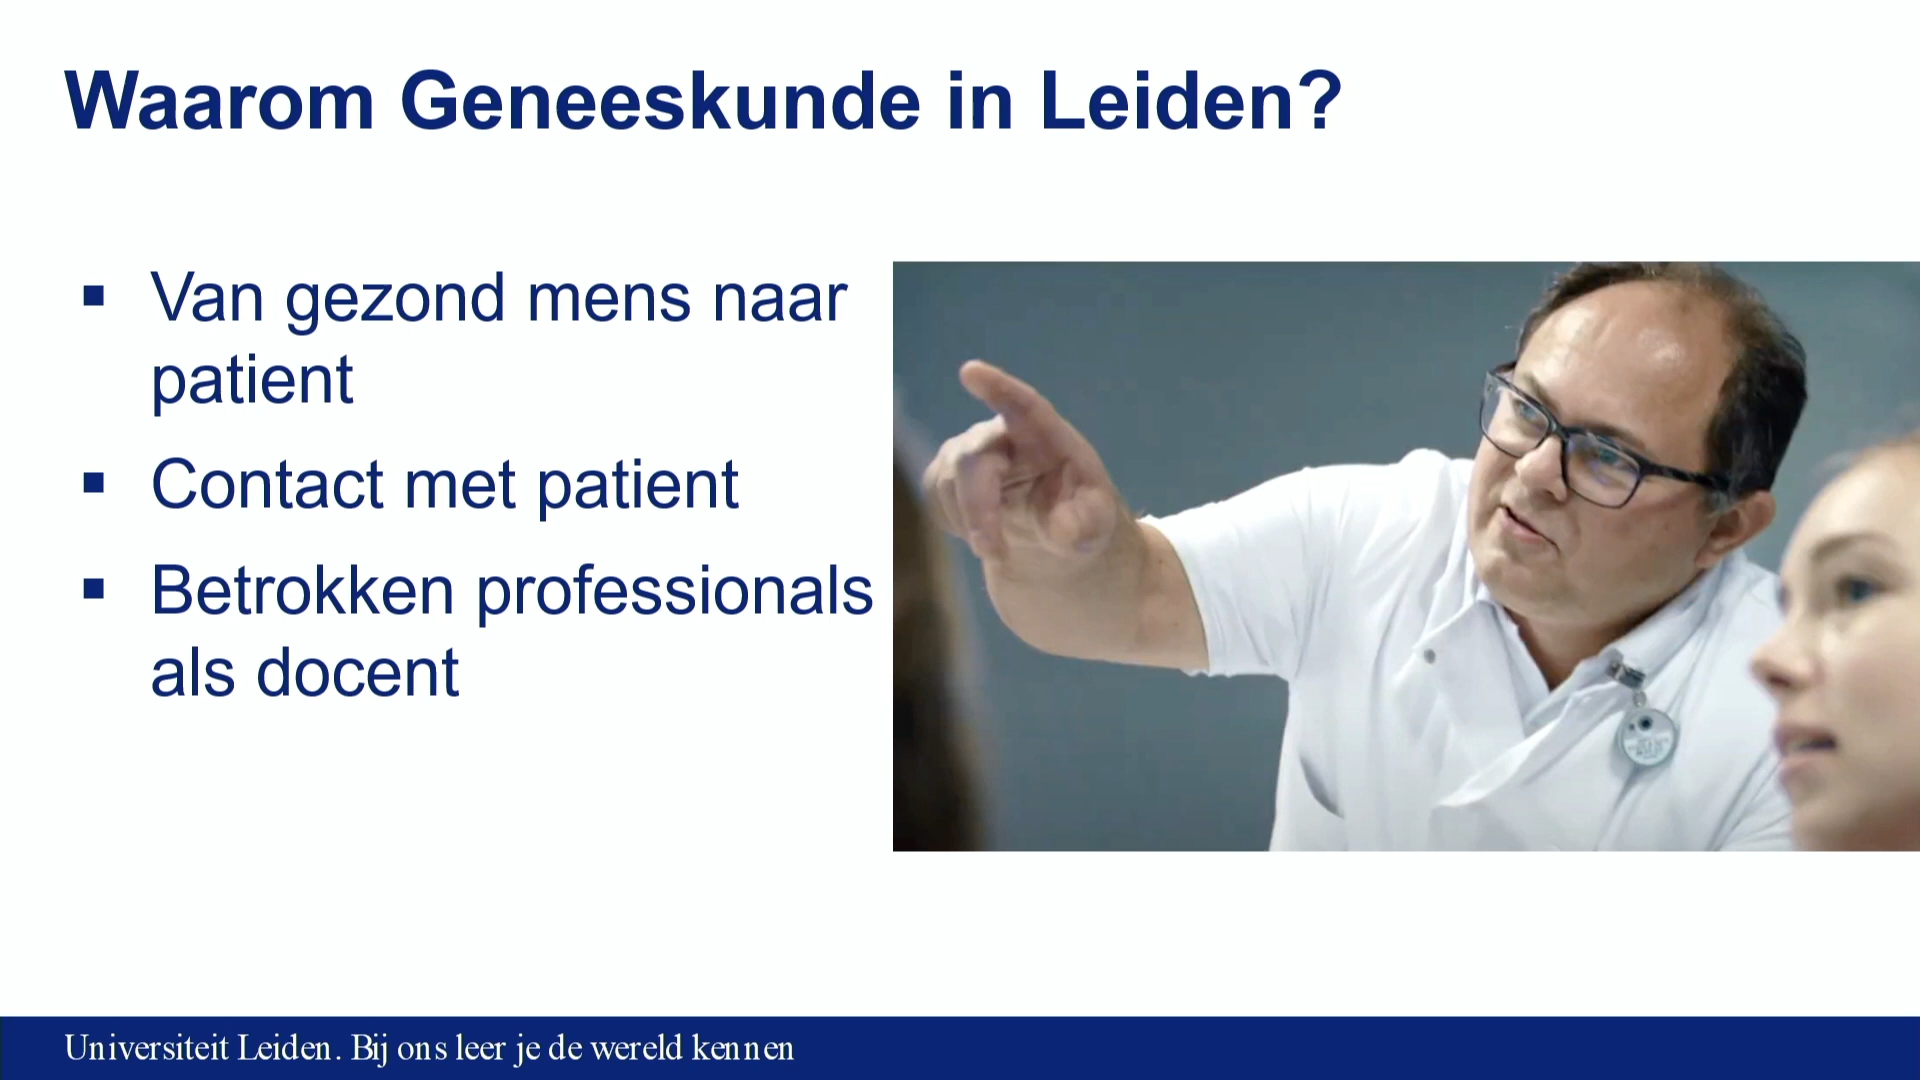 Waarom Geneeskunde in Leiden?
▪ Van gezond mens naar
patient
▪ Contact met patient
▪ Betrokken professionals
als docent
Universiteit Leiden. Bij ons leer je de wereld kennen